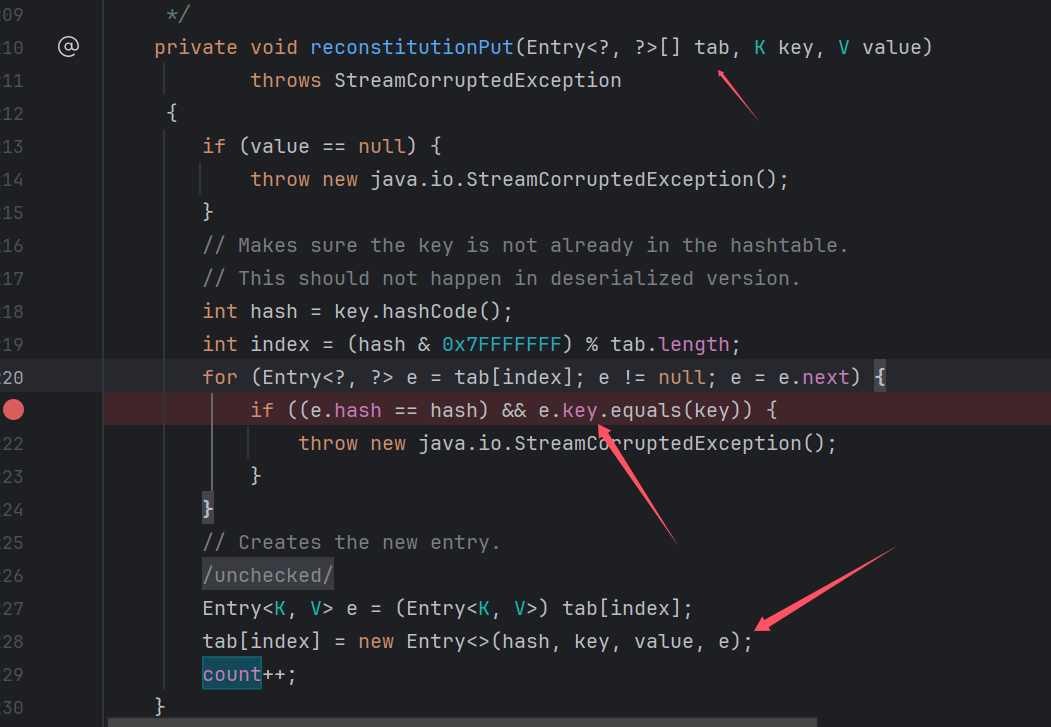 09 */
10 @ private void reconstitutionPut(Entry<?, ?>[] tab, K key, V value)
11 throws StreamCorruptedException
12 {
13 if (value == null) {
14 throw new java.io.StreamCorruptedException();
15 }
16 // Makes sure the key is not already in the hashtable.
17 // This should not happen in deserialized version.
18 int hash = key.hashCode();
19 int index = (hash & 0x7FFFFFFF) % tab.length;
20 for (Entry<?, ?> e = tab[index]; e != null; e = e.next) {
if ((e.hash == hash) && e.key.equals(key)) {
22 throw new java.io.StreamCorruptedException();
23 }
24 }
25 // Creates the new entry.
26 /unchecked/
27 Entry<K, V> e = (Entry<K, V>) tab[index];
28 tab[index] = new Entry<>(hash, key, value, e);
29 count++;
30 }